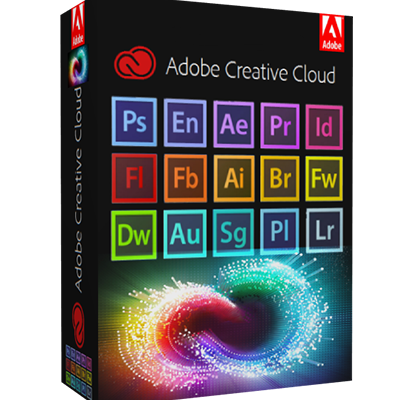 Adobe
Adobe Creative Cloud
Ps En Ae Pr Id
Fl Fb Ai Br Fw
Dw Au Sg Pl Lr
Adobe Creative Cloud